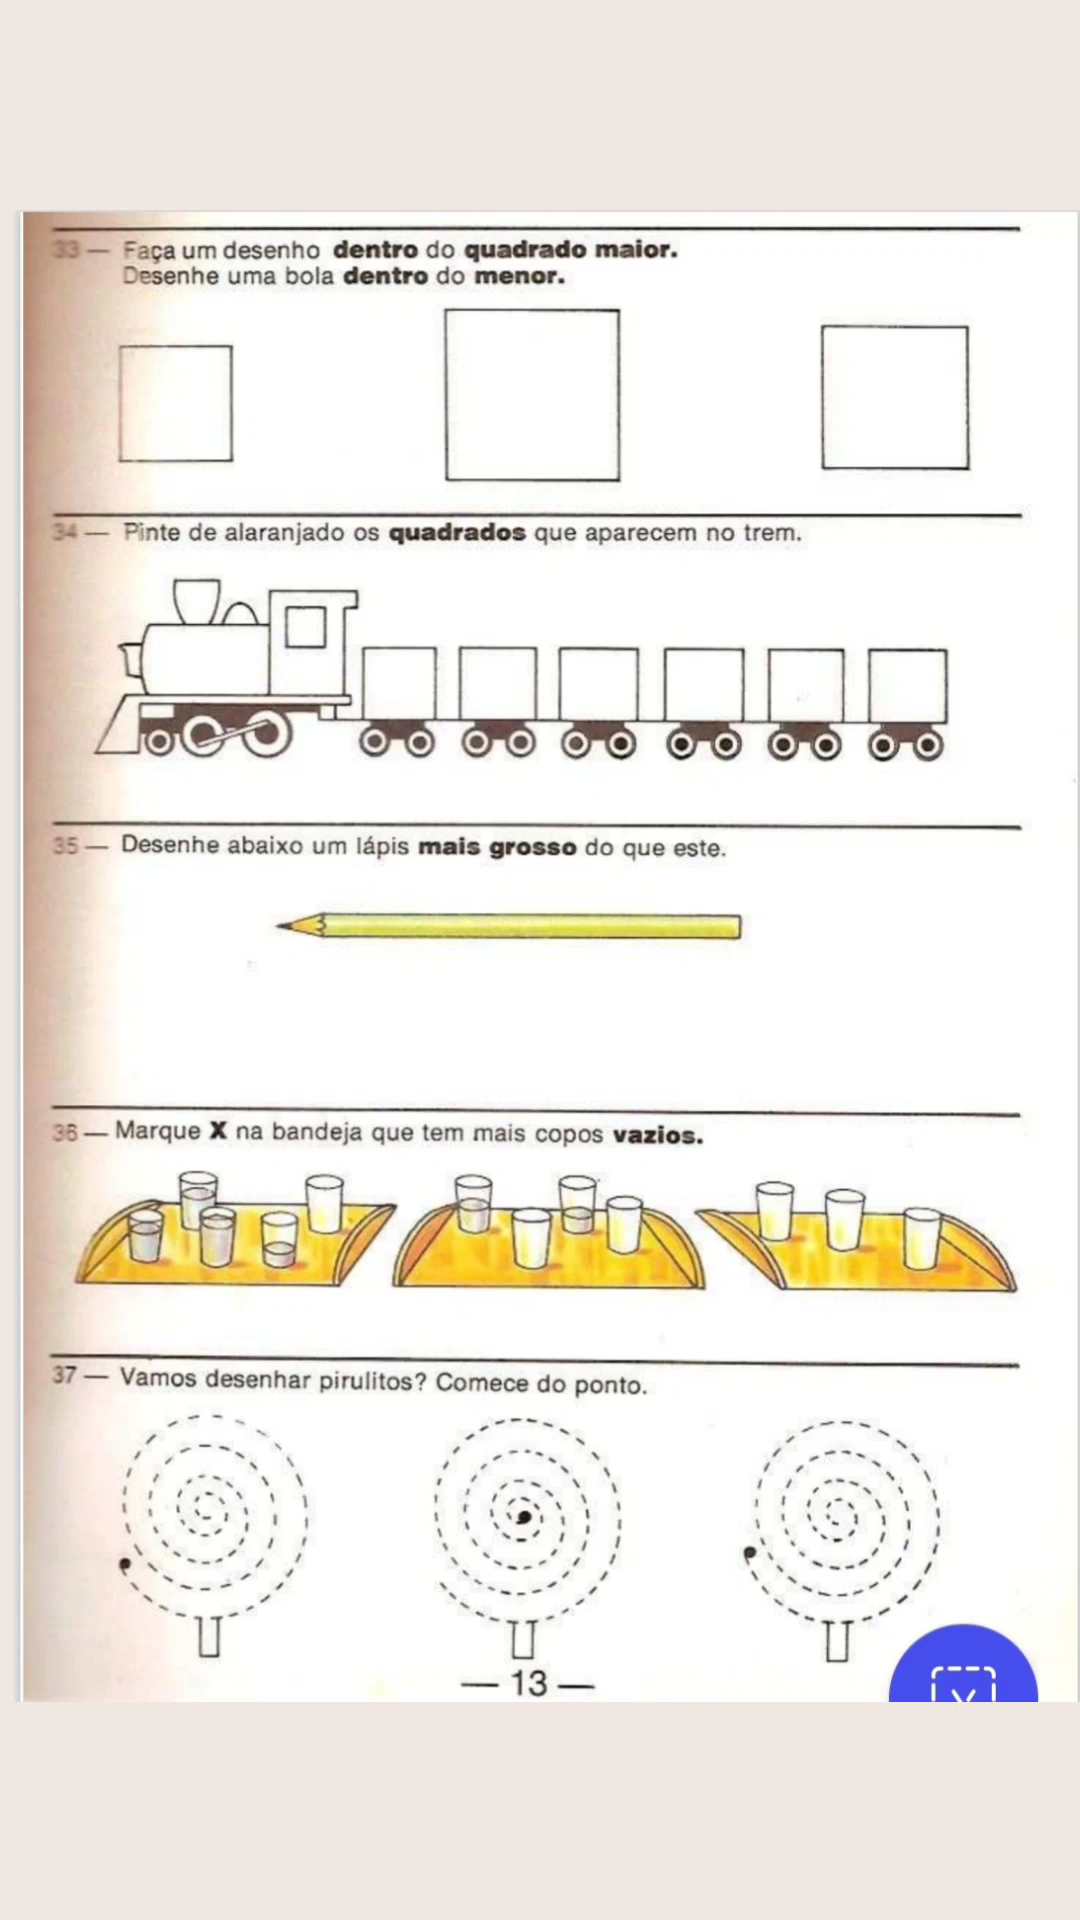 33 — Faça um desenho dentro do quadrado maior.
Desenhe uma bola dentro do menor.
34 — Pinte de alaranjado os quadrados que aparecem no trem.
35 — Desenhe abaixo um lápis mais grosso do que este.
36 — Marque X na bandeja que tem mais copos vazios.
37 — Vamos desenhar pirulitos? Comece do ponto.
— 13 —